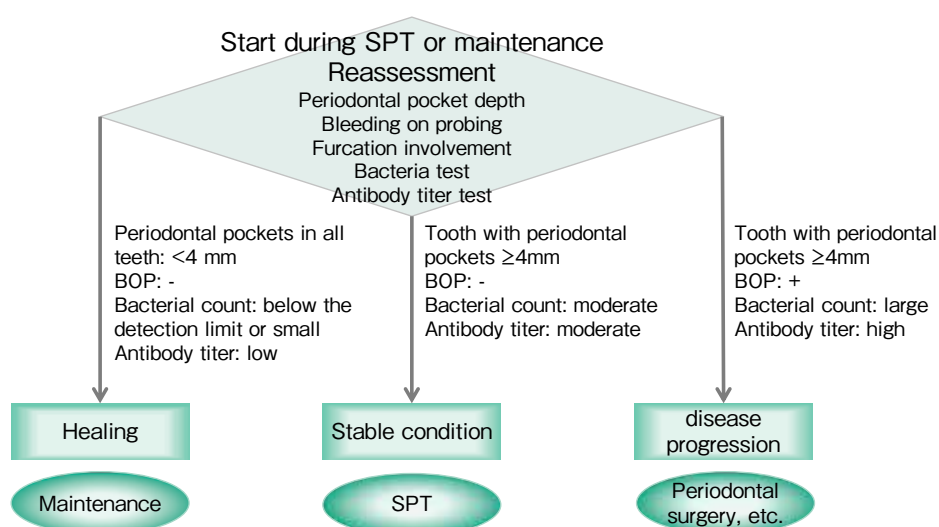 Start during SPT or maintenance
Reassessment
Periodontal pocket depth
Bleeding on probing
Furcation involvement
Bacteria test
Antibody titer test
Periodontal pockets in all
teeth: <4 mm
BOP: -
Bacterial count: below the
detection limit or small
Antibody titer: low
Tooth with periodontal
pockets ≥4mm
BOP: -
Bacterial count: moderate
Antibody titer: moderate
Tooth with periodontal
pockets ≥4mm
BOP: +
Bacterial count: large
Antibody titer: high
Healing
Stable condition
disease
progression
Maintenance
SPT
Periodontal
surgery, etc.